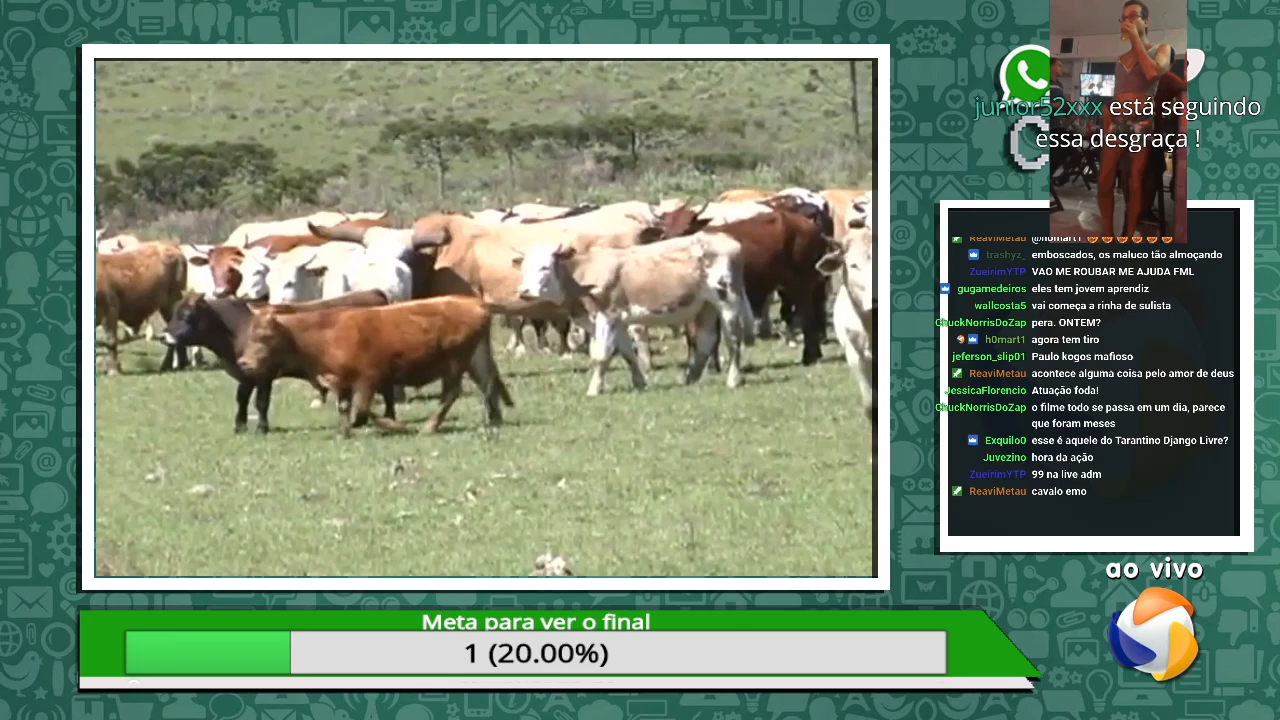 junior52xxx está seguindo
essa desgraça !
ReaviMetau @h0mart1
trashyz_ emboscados, os maluco tão almoçando
ZueirimYTP VAO ME ROUBAR ME AJUDA FML
gugamedeiros eles tem jovem aprendiz
wallcosta5 vai começa a rinha de sulista
ChuckNorrisDoZap pera. ONTEM?
h0mart1 agora tem tiro
jeferson_slip01 Paulo kogos mafioso
ReaviMetau acontece alguma coisa pelo amor de deus
JessicaFlorencio Atuação foda!
ChuckNorrisDoZap o filme todo se passa em um dia, parece
que foram meses
Exquilo0 esse é aquele do Tarantino Django Livre?
Juvezino hora da ação
ZueirimYTP 99 na live adm
ReaviMetau cavalo emo
ao vivo
Meta para ver o final
1 (20.00%)